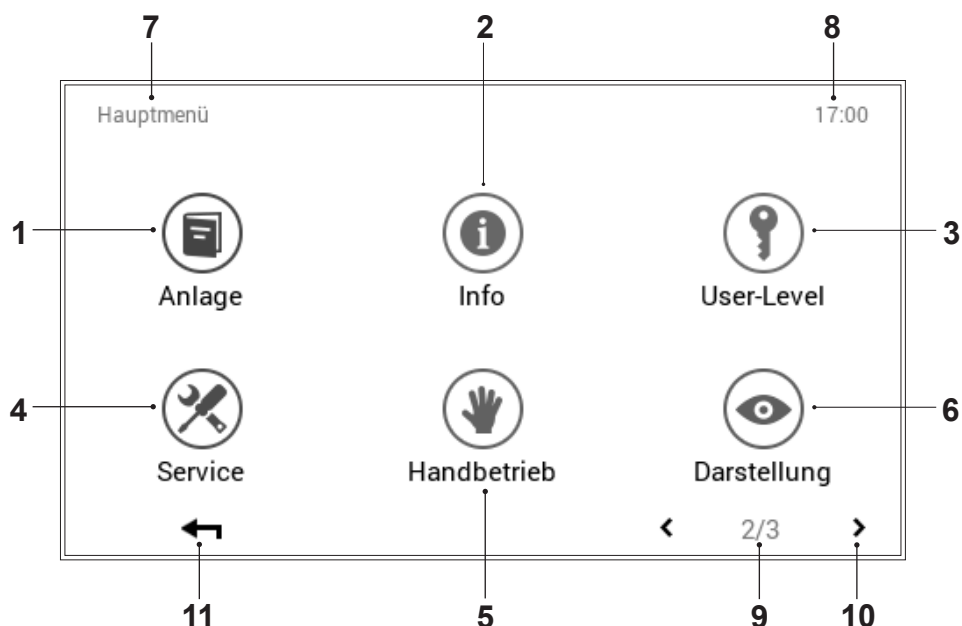 7 2 8
Hauptmenü 17:00
1 3
Anlage Info User-Level
4 6
Service Handbetrieb Darstellung
2/3
11 5 9 10